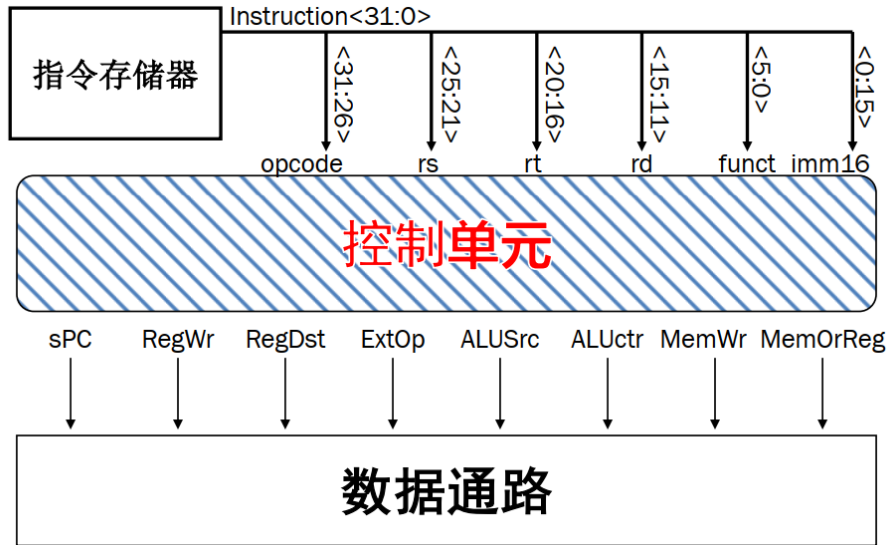 Instruction<31:0>
指令存储器
<31:26> <25:21> <20:16> <15:11> <5:0> <0:15>
opcode rs rt rd funct imm16
控制单元
sPC RegWr RegDst ExtOp ALUSrc ALUctr MemWr MemOrReg
数据通路